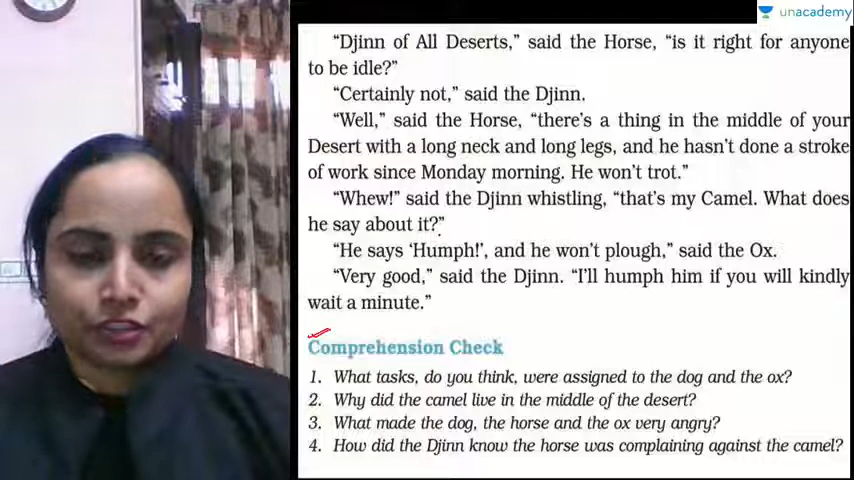 unacademy
“Djinn of All Deserts,” said the Horse, “is it right for anyone
to be idle?”
“Certainly not,” said the Djinn.
“Well,” said the Horse, “there’s a thing in the middle of your
Desert with a long neck and long legs, and he hasn’t done a stroke
of work since Monday morning. He won’t trot.”
“Whew!” said the Djinn whistling, “that’s my Camel. What does
he say about it?”
“He says ‘Humph!’, and he won’t plough,” said the Ox.
“Very good,” said the Djinn. “I’ll humph him if you will kindly
wait a minute.”
Comprehension Check
1. What tasks, do you think, were assigned to the dog and the ox?
2. Why did the camel live in the middle of the desert?
3. What made the dog, the horse and the ox very angry?
4. How did the Djinn know the horse was complaining against the camel?